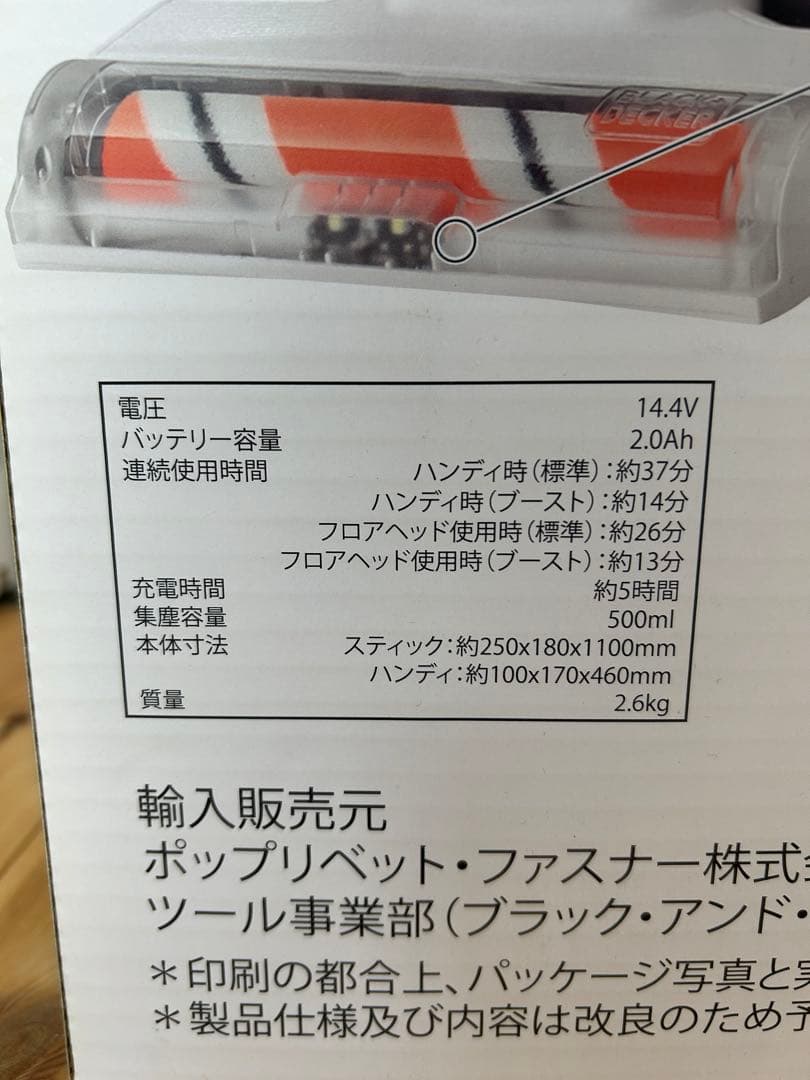 BLACK+
DECKER
電圧 14.4V
バッテリー容量 2.0Ah
連続使用時間 ハンディ時(標準):約37分
ハンディ時(ブースト):約14分
フロアヘッド使用時(標準):約26分
フロアヘッド使用時(ブースト):約13分
充電時間 約5時間
集塵容量 500ml
本体寸法 スティック:約250x180x1100mm
ハンディ:約100x170x460mm
質量 2.6kg
輸入販売元
ポップリベット・ファスナー株式
ツール事業部(ブラック・アンド・
*印刷の都合上、パッケージ写真と
*製品仕様及び内容は改良のため予